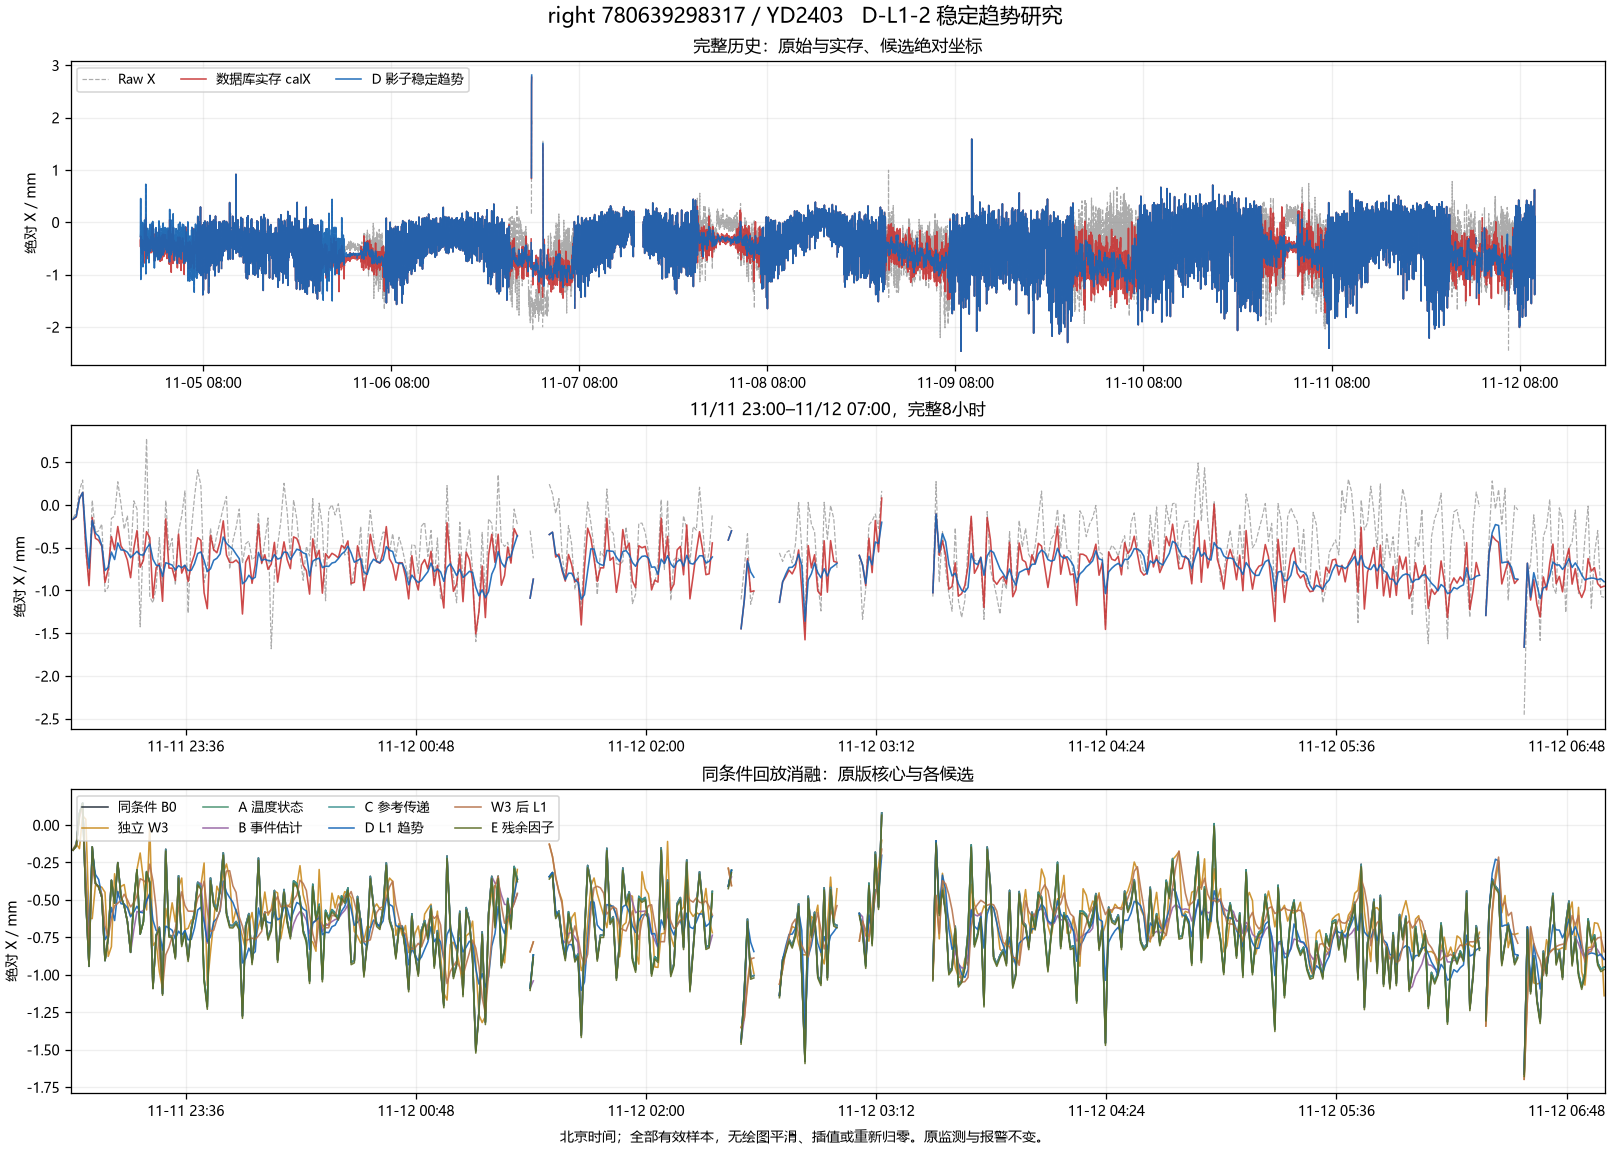 right 780639298317 / YD2403   D-L1-2 稳定趋势研究
完整历史：原始与实存、候选绝对坐标
Raw X
数据库实存 calX
D 影子稳定趋势
绝对 X / mm
3
2
1
0
-1
-2
11-05 08:00
11-06 08:00
11-07 08:00
11-08 08:00
11-09 08:00
11-10 08:00
11-11 08:00
11-12 08:00
11/11 23:00–11/12 07:00，完整8小时
绝对 X / mm
0.5
0.0
-0.5
-1.0
-1.5
-2.0
-2.5
11-11 23:36
11-12 00:48
11-12 02:00
11-12 03:12
11-12 04:24
11-12 05:36
11-12 06:48
同条件回放消融：原版核心与各候选
同条件 B0
A 温度状态
C 参考传递
W3 后 L1
独立 W3
B 事件估计
D L1 趋势
E 残余因子
绝对 X / mm
0.00
-0.25
-0.50
-0.75
-1.00
-1.25
-1.50
-1.75
11-11 23:36
11-12 00:48
11-12 02:00
11-12 03:12
11-12 04:24
11-12 05:36
11-12 06:48
北京时间；全部有效样本，无绘图平滑、插值或重新归零。原监测与报警不变。